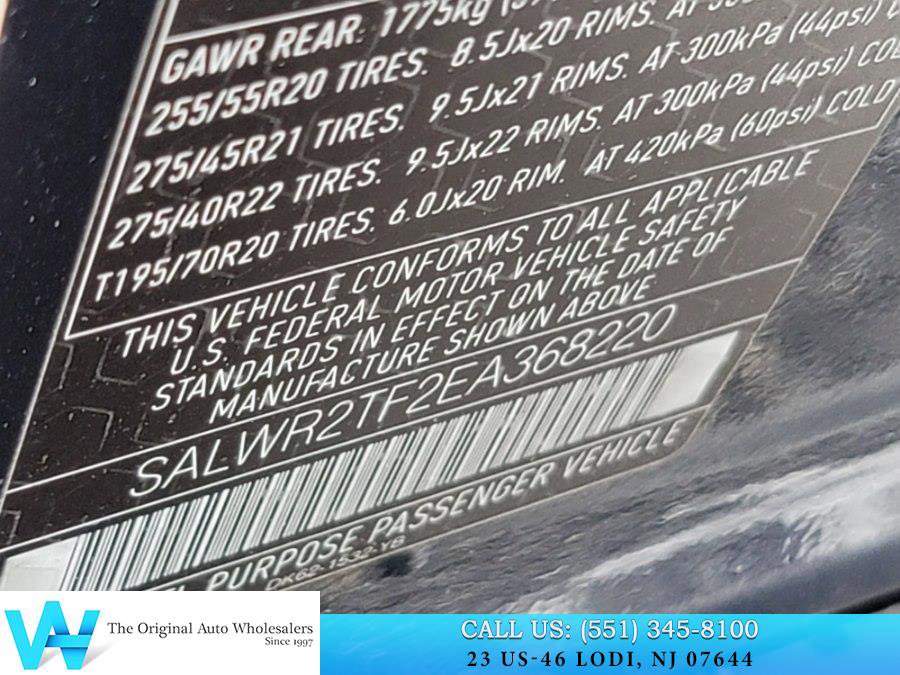 GAWR REAR: 1775kg
255/55R20 TIRES. 8.5Jx20 RIMS. AT
275/45R21 TIRES. 9.5Jx21 RIMS. AT 300kPa (44psi)
275/40R22 TIRES. 9.5Jx22 RIMS. AT 300kPa (44psi)
T195/70R20 TIRES. 6.0Jx20 RIM. AT 420kPa (60psi) COLD
THIS VEHICLE CONFORMS TO ALL APPLICABLE
U.S. FEDERAL MOTOR VEHICLE SAFETY
STANDARDS IN EFFECT ON THE DATE OF
MANUFACTURE SHOWN ABOVE
SALWR2TF2EA368220
PURPOSE PASSENGER VEHICLE
DK62-1532-YB
The Original Auto Wholesalers
Since 1997
CALL US: (551) 345-8100
23 US-46 LODI, NJ 07644